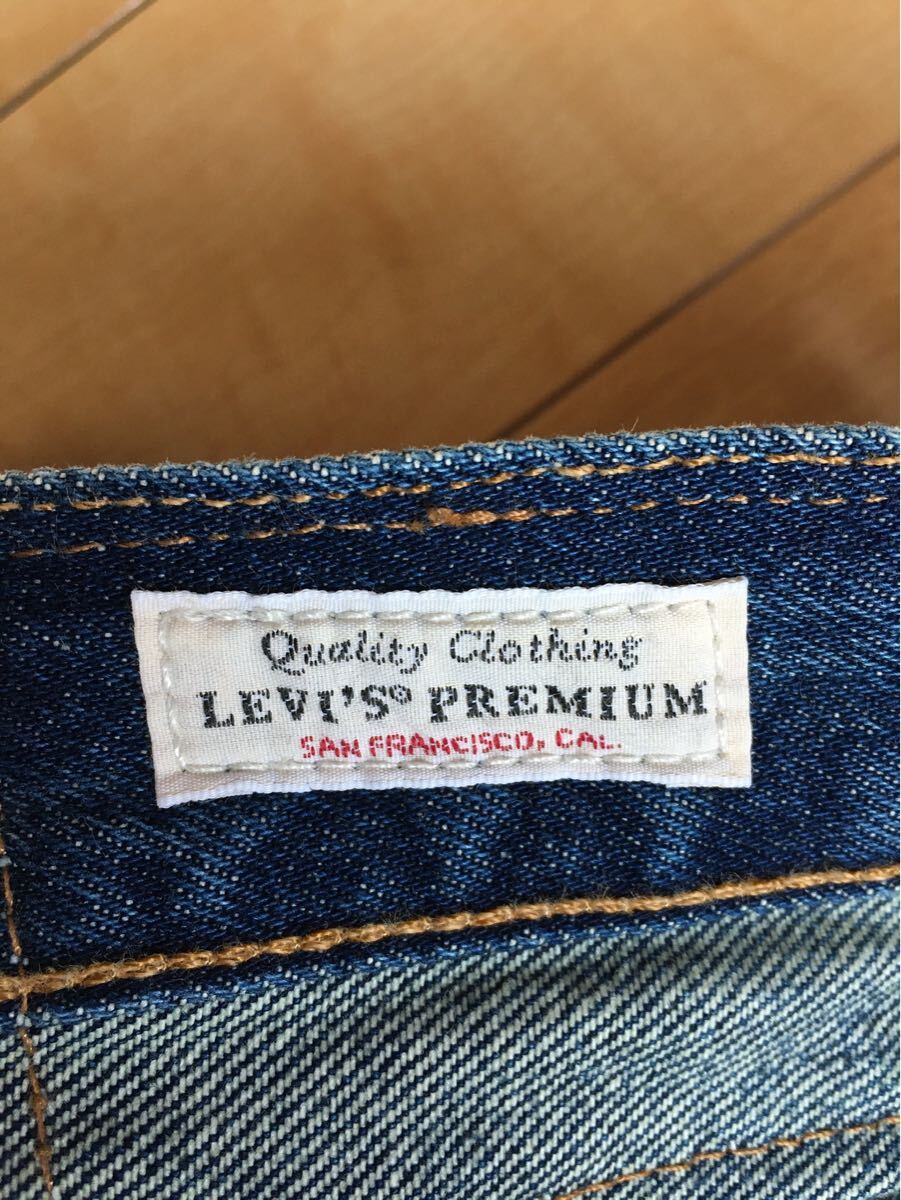 Quality Clothing
LEVI'S® PREMIUM
SAN FRANCISCO, CAL.